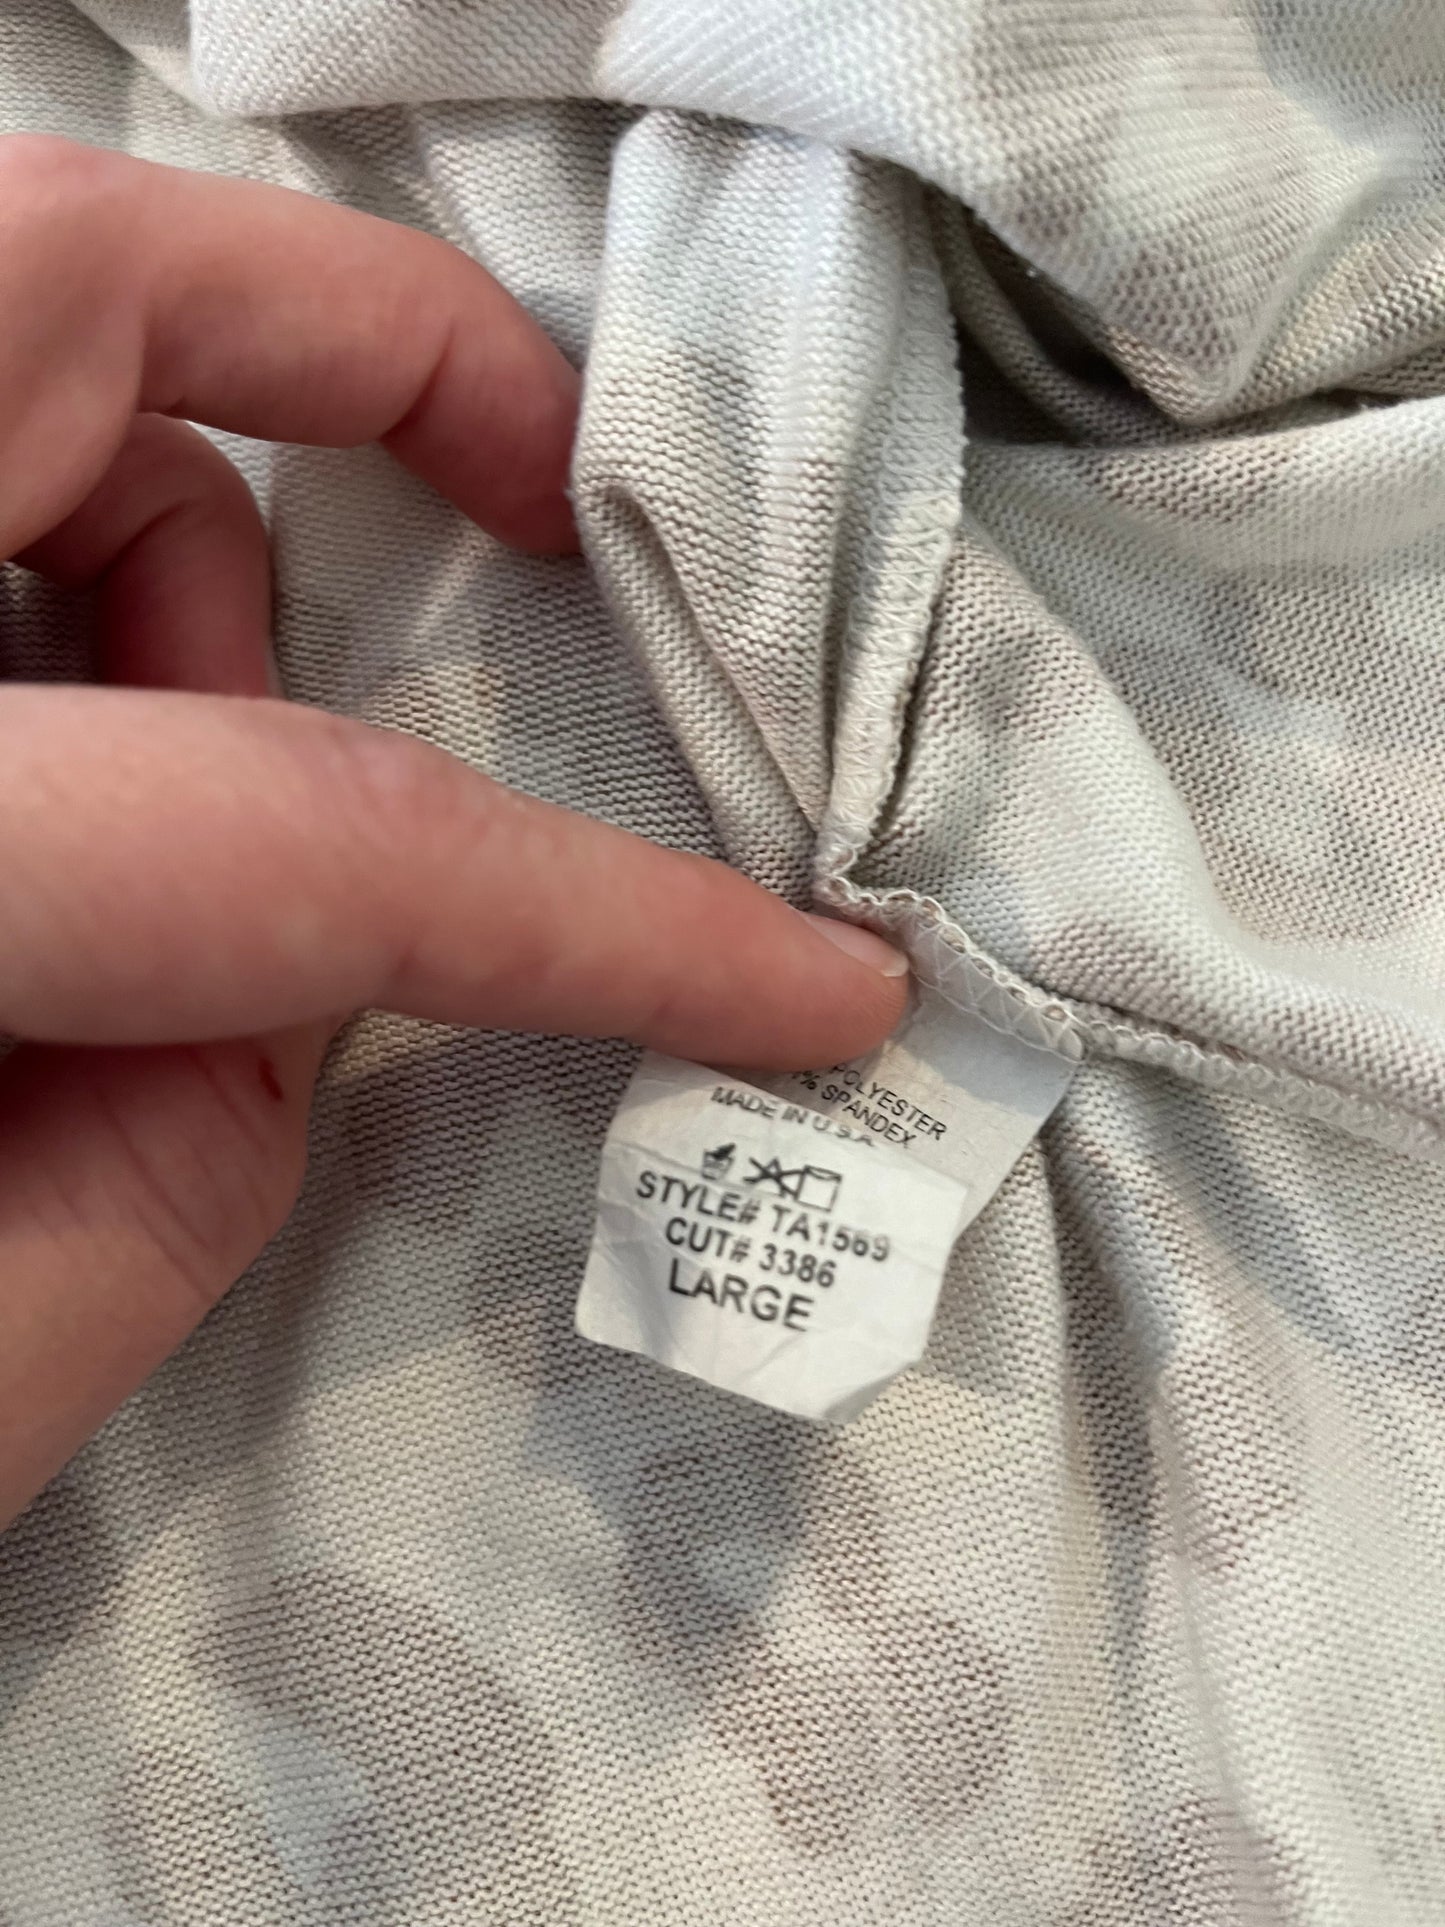 POLYESTER
% SPANDEX
MADE IN U.S.A.
STYLE# TA1569
CUT# 3386
LARGE